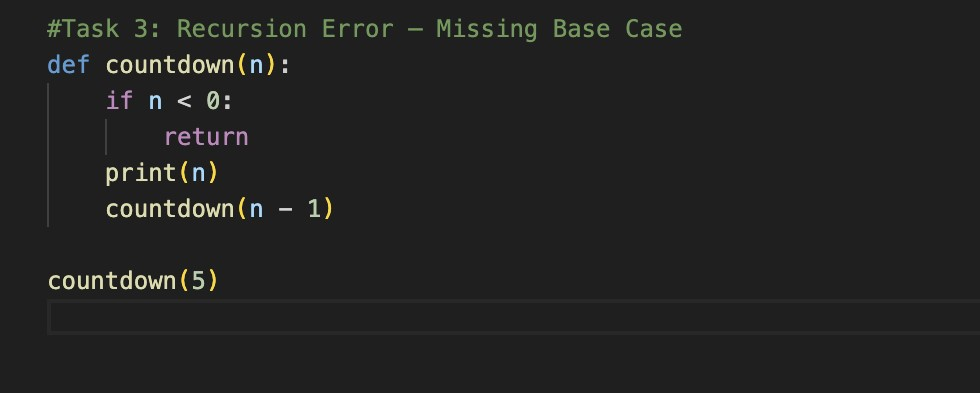 #Task 3: Recursion Error – Missing Base Case
def countdown(n):
    if n < 0:
        return
    print(n)
    countdown(n - 1)

countdown(5)